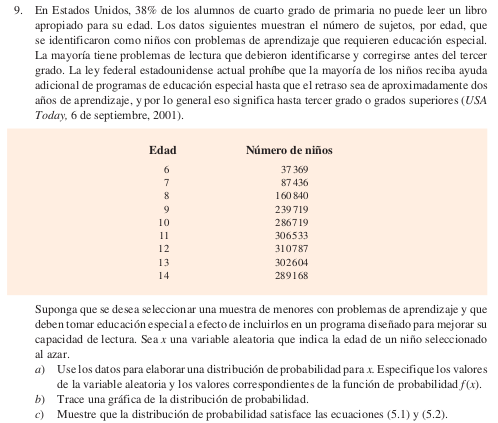 9. En Estados Unidos, 38% de los alumnos de cuarto grado de primaria no puede leer un libro
apropiado para su edad. Los datos siguientes muestran el número de sujetos, por edad, que
se identificaron como niños con problemas de aprendizaje que requieren educación especial.
La mayoría tiene problemas de lectura que debieron identificarse y corregirse antes del tercer
grado. La ley federal estadounidense actual prohíbe que la mayoría de los niños reciba ayuda
adicional de programas de educación especial hasta que el retraso sea de aproximadamente dos
años de aprendizaje, y por lo general eso significa hasta tercer grado o grados superiores (USA
Today, 6 de septiembre, 2001).
Edad Número de niños
6 37 369
7 87 436
8 160 840
9 239 719
10 286 719
11 306 533
12 310 787
13 302 604
14 289 168
Suponga que se desea seleccionar una muestra de menores con problemas de aprendizaje y que
deben tomar educación especial a efecto de incluirlos en un programa diseñado para mejorar su
capacidad de lectura. Sea x una variable aleatoria que indica la edad de un niño seleccionado
al azar.
a) Use los datos para elaborar una distribución de probabilidad para x. Especifique los valores
de la variable aleatoria y los valores correspondientes de la función de probabilidad f(x).
b) Trace una gráfica de la distribución de probabilidad.
c) Muestre que la distribución de probabilidad satisface las ecuaciones (5.1) y (5.2).